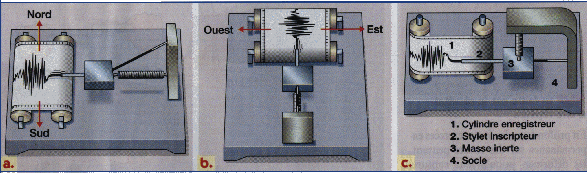 Nord
Sud
a.
Ouest
Est
b.
1
2
3
4
1. Cylindre enregistreur
2. Stylet inscripteur
3. Masse inerte
4. Socle
c.